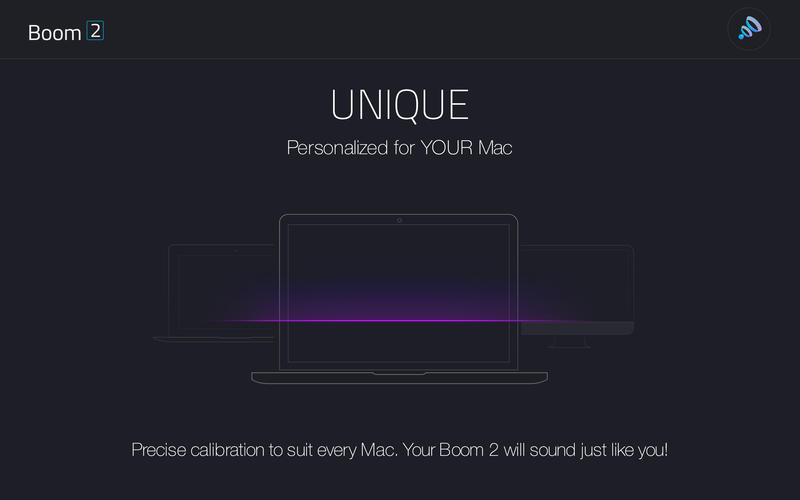 Boom 2
UNIQUE
Personalized for YOUR Mac
Precise calibration to suit every Mac. Your Boom 2 will sound just like you!